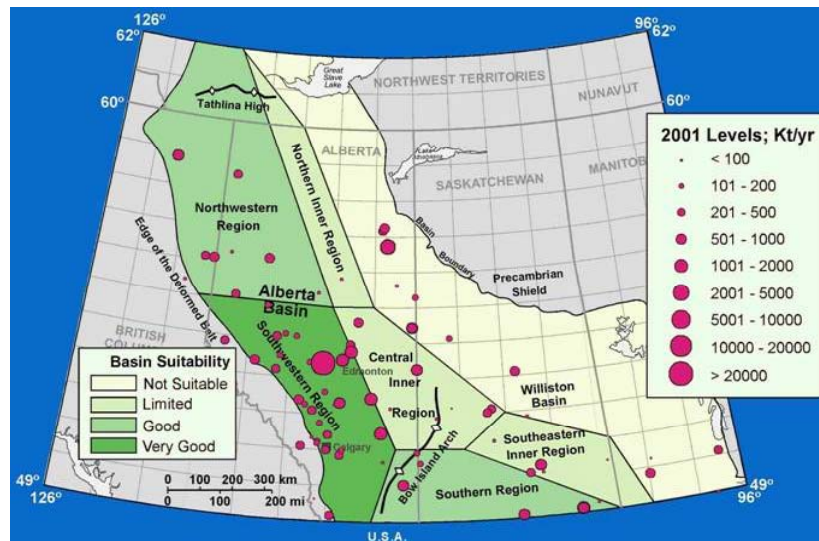 126°
96°
62°
62°
Great
Slave
Lake
NORTHWEST TERRITORIES
NUNAVUT
60°
60°
Tathlina High
ALBERTA
Lake
SASKATCHEWAN
MANITOB
2001 Levels; Kt/yr
< 100
101 - 200
201 - 500
501 - 1000
1001 - 2000
2001 - 5000
5001 - 10000
10000 - 20000
> 20000
Northern Inner Region
Northwestern
Region
Basin
Boundary
Precambrian
Shield
Edge of the Deformed Belt
Alberta
Basin
BRITISH
COLUM
Southwestern Region
Edmonton
Central
Inner
Region
Williston
Basin
Basin Suitability
Not Suitable
Limited
Good
Very Good
Calgary
Bow Island Arch
Southeastern
Inner Region
Southern Region
49°
126°
0 100 200 300 km
0 100 200 mi
49°
96°
U.S.A.